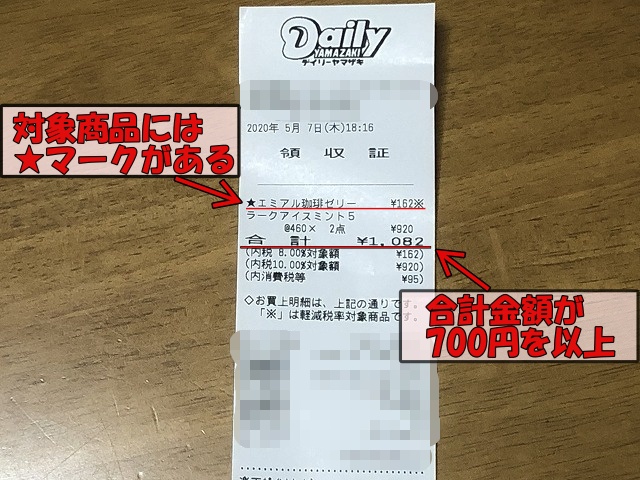 Daily
YAMAZAKI
デイリーヤマザキ
2020年 5月 7日(木)18:16
領 収 証
対象商品には
★マークがある
★エミアル珈琲ゼリー ¥162※
ラークアイスミント5
@460× 2点 ¥920
合 計 ¥1,082
(内税 8.00%対象額 ¥162)
(内税10.00%対象額 ¥920)
(内消費税等 ¥95)
◇お買上明細は、上記の通りです。
「※」は軽減税率対象商品です。
合計金額が
700円を以上